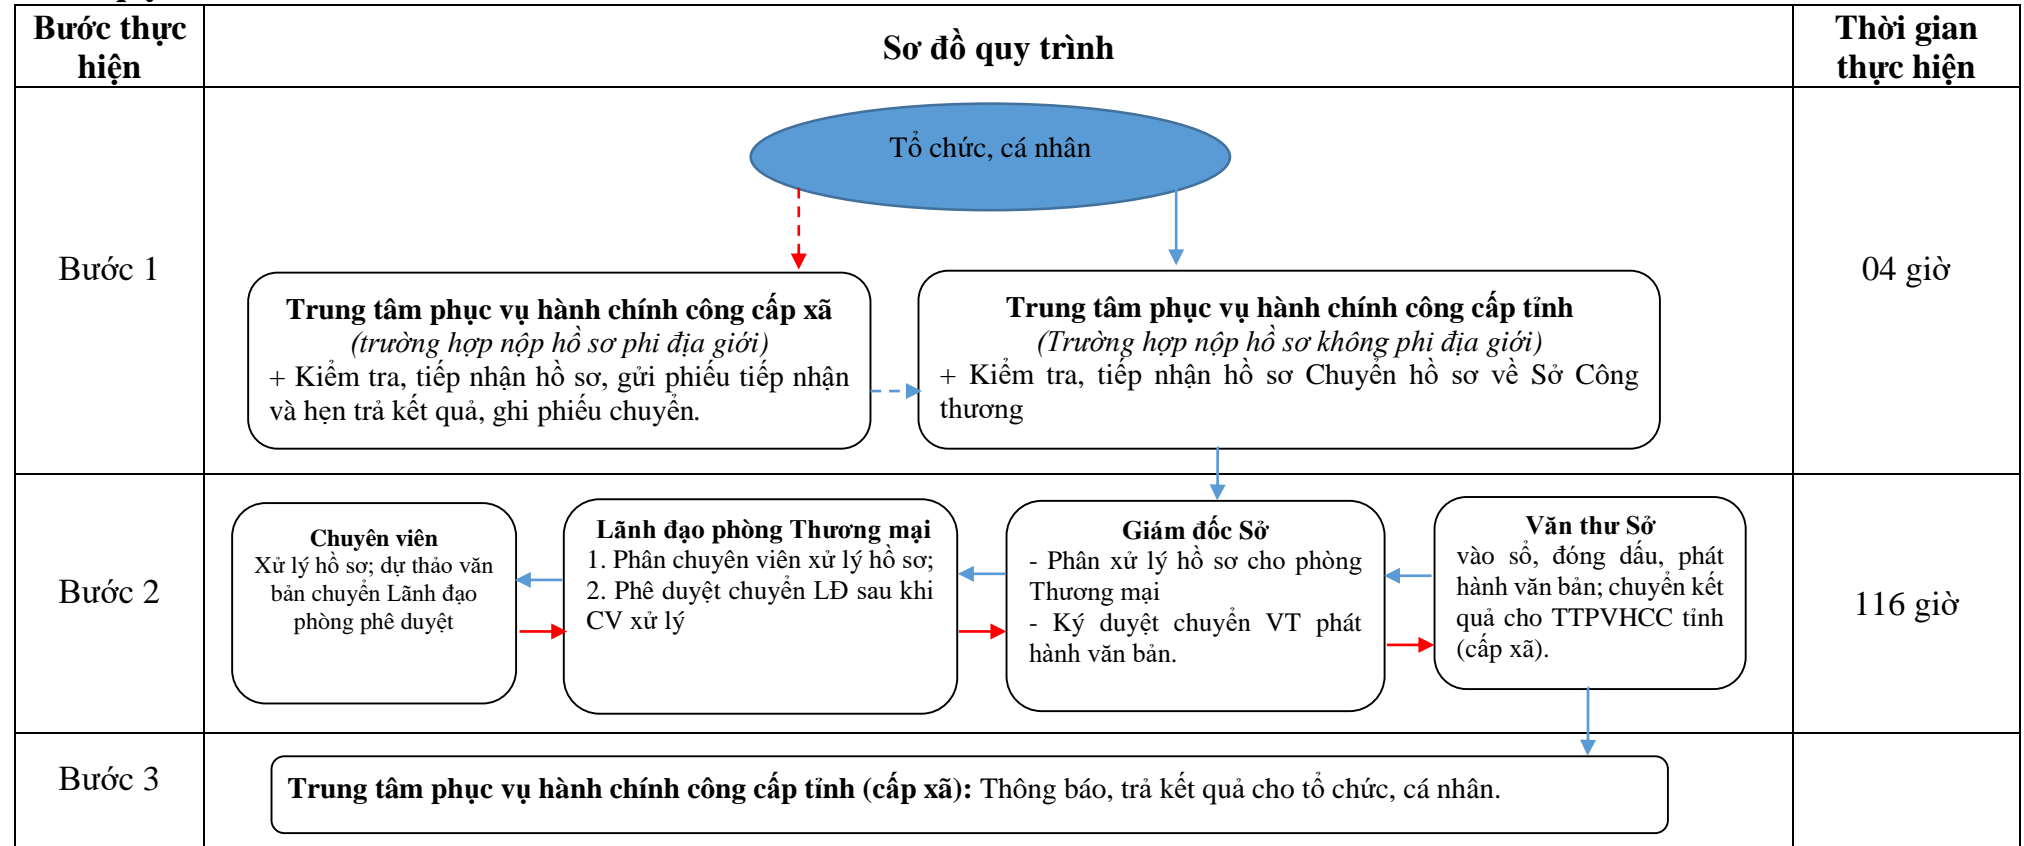 Bước thực
hiện
Sơ đồ quy trình
Thời gian
thực hiện
Bước 1
Tổ chức, cá nhân
04 giờ
Trung tâm phục vụ hành chính công cấp xã
(trường hợp nộp hồ sơ phi địa giới)
+ Kiểm tra, tiếp nhận hồ sơ, gửi phiếu tiếp nhận
và hẹn trả kết quả, ghi phiếu chuyển.
Trung tâm phục vụ hành chính công cấp tỉnh
(Trường hợp nộp hồ sơ không phi địa giới)
+ Kiểm tra, tiếp nhận hồ sơ Chuyển hồ sơ về Sở Công
thương
Bước 2
Chuyên viên
Xử lý hồ sơ; dự thảo văn
bản chuyển Lãnh đạo
phòng phê duyệt
Lãnh đạo phòng Thương mại
1. Phân chuyên viên xử lý hồ sơ;
2. Phê duyệt chuyển LĐ sau khi
CV xử lý
Giám đốc Sở
- Phân xử lý hồ sơ cho phòng
Thương mại
- Ký duyệt chuyển VT phát
hành văn bản.
Văn thư Sở
vào sổ, đóng dấu, phát
hành văn bản; chuyển kết
quả cho TTPVHCC tỉnh
(cấp xã).
116 giờ
Bước 3
Trung tâm phục vụ hành chính công cấp tỉnh (cấp xã): Thông báo, trả kết quả cho tổ chức, cá nhân.